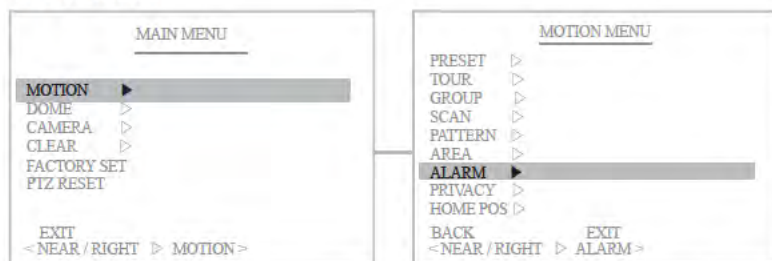 MAIN MENU
MOTION ▶
DOME ▷
CAMERA ▷
CLEAR ▷
FACTORY SET
PTZ RESET
EXIT
<NEAR / RIGHT ▷ MOTION>
MOTION MENU
PRESET ▷
TOUR ▷
GROUP ▷
SCAN ▷
PATTERN ▷
AREA ▷
ALARM ▶
PRIVACY ▷
HOME POS ▷
BACK EXIT
<NEAR / RIGHT ▷ ALARM>